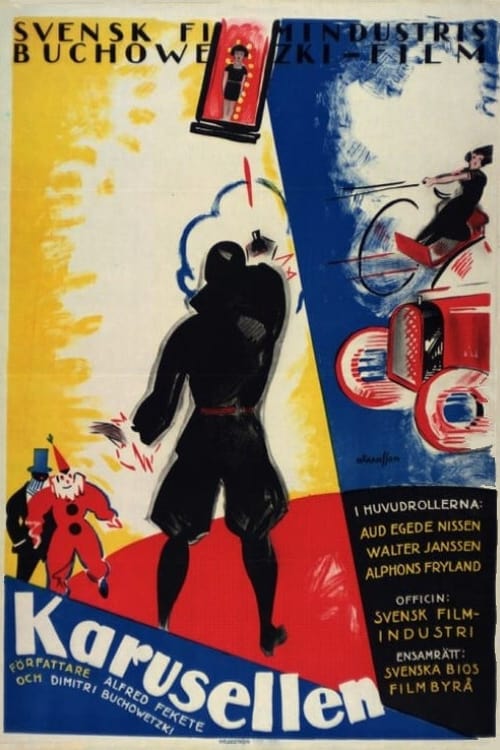 SVENSK FILMINDUSTRIS
BUCHOWETZKI-FILM
I HUVUDROLLERNA:
AUD EGEDE NISSEN
WALTER JANSSEN
ALPHONS FRYLAND
OFFICIN:
SVENSK FILM-
INDUSTRI
ENSAMRÄTT:
SVENSKA BIOS
FILMBYRÅ
Karusellen
FÖRFATTARE ALFRED FEKETE
OCH DIMITRI BUCHOWETZKI